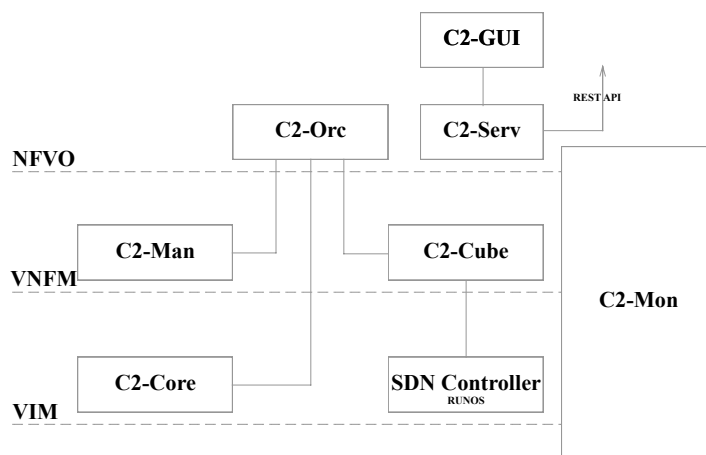 C2-GUI
REST API
C2-Orc
C2-Serv
NFVO
C2-Man
C2-Cube
VNFM
C2-Mon
C2-Core
SDN Controller
RUNOS
VIM